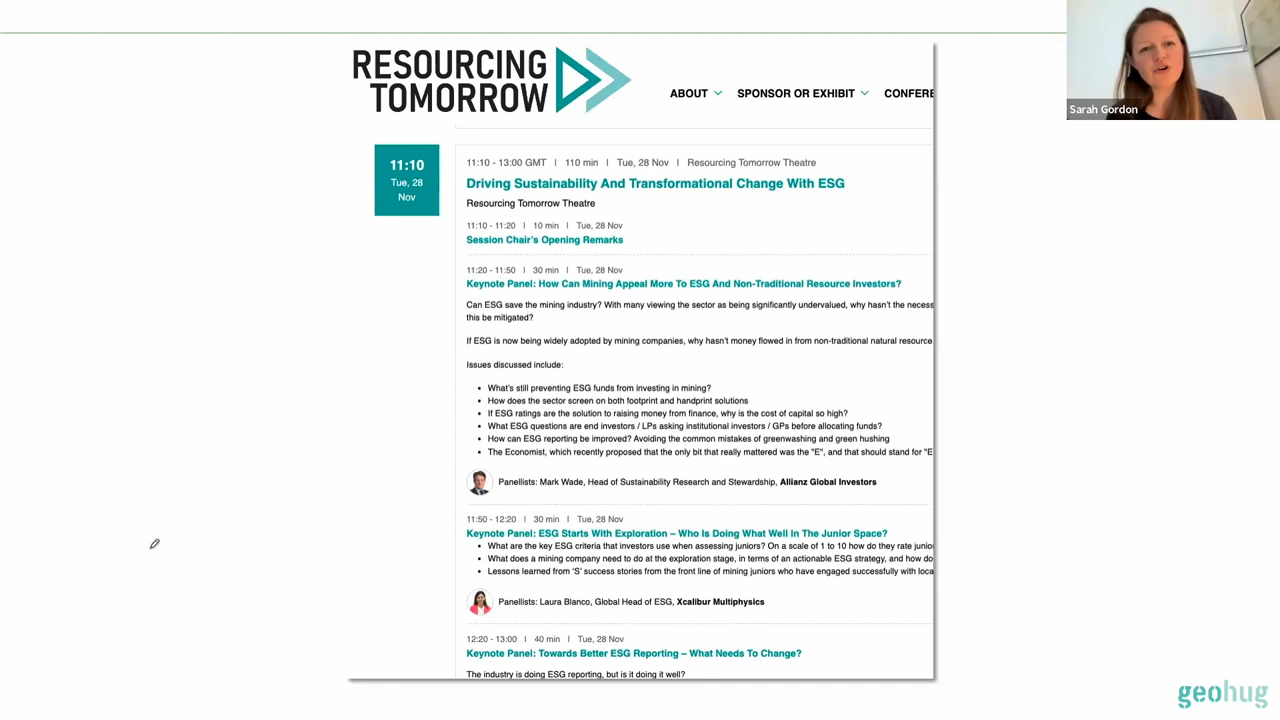 RESOURCING
TOMORROW
ABOUT
SPONSOR OR EXHIBIT
CONFERE
Sarah Gordon
11:10
Tue, 28
Nov
11:10 - 13:00 GMT | 110 min | Tue, 28 Nov | Resourcing Tomorrow Theatre
Driving Sustainability And Transformational Change With ESG
Resourcing Tomorrow Theatre
11:10 - 11:20 | 10 min | Tue, 28 Nov
Session Chair's Opening Remarks
11:20 - 11:50 | 30 min | Tue, 28 Nov
Keynote Panel: How Can Mining Appeal More To ESG And Non-Traditional Resource Investors?
Can ESG save the mining industry? With many viewing the sector as being significantly undervalued, why hasn't the necess
this be mitigated?
If ESG is now being widely adopted by mining companies, why hasn't money flowed in from non-traditional natural resource
Issues discussed include:
• What's still preventing ESG funds from investing in mining?
• How does the sector screen on both footprint and handprint solutions
• If ESG ratings are the solution to raising money from finance, why is the cost of capital so high?
• What ESG questions are end investors / LPs asking institutional investors / GPs before allocating funds?
• How can ESG reporting be improved? Avoiding the common mistakes of greenwashing and green hushing
• The Economist, which recently proposed that the only bit that really mattered was the "E", and that should stand for "E
Panellists: Mark Wade, Head of Sustainability Research and Stewardship, Allianz Global Investors
11:50 - 12:20 | 30 min | Tue, 28 Nov
Keynote Panel: ESG Starts With Exploration – Who Is Doing What Well In The Junior Space?
• What are the key ESG criteria that investors use when assessing juniors? On a scale of 1 to 10 how do they rate junio
• What does a mining company need to do at the exploration stage, in terms of an actionable ESG strategy, and how do
• Lessons learned from 'S' success stories from the front line of mining juniors who have engaged successfully with loca
Panellists: Laura Blanco, Global Head of ESG, Xcalibur Multiphysics
12:20 - 13:00 | 40 min | Tue, 28 Nov
Keynote Panel: Towards Better ESG Reporting – What Needs To Change?
The industry is doing ESG reporting, but is it doing it well?
geohug